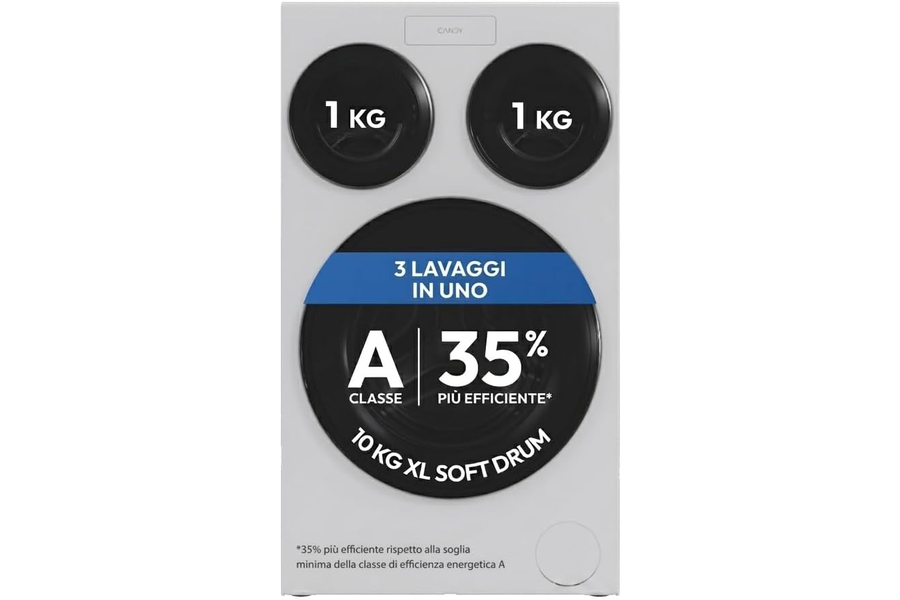 CANDY
1 KG
1 KG
3 LAVAGGI
IN UNO
A
CLASSE
35%
PIÙ EFFICIENTE*
10 KG XL SOFT DRUM
*35% più efficiente rispetto alla soglia
minima della classe di efficienza energetica A